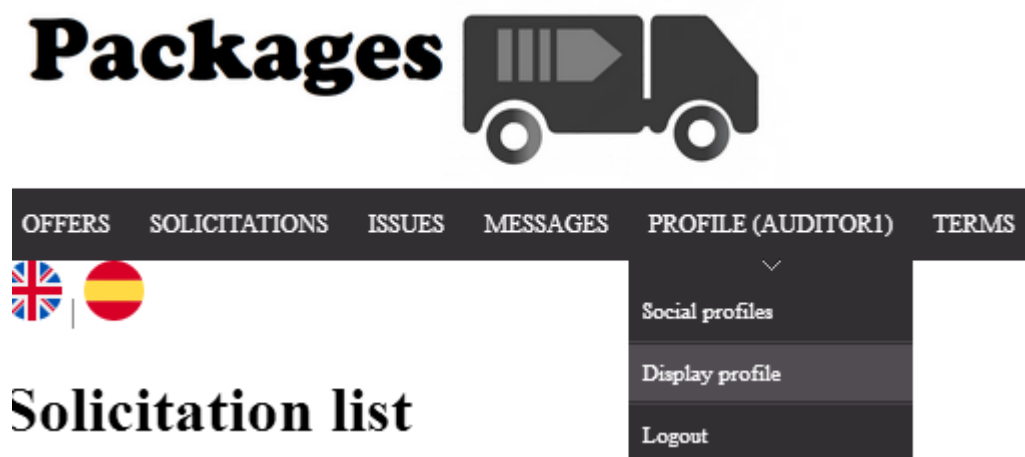 Packages
OFFERS SOLICITATIONS ISSUES MESSAGES PROFILE (AUDITOR1) TERMS
|
Social profiles
Display profile
Solicitation list
Logout